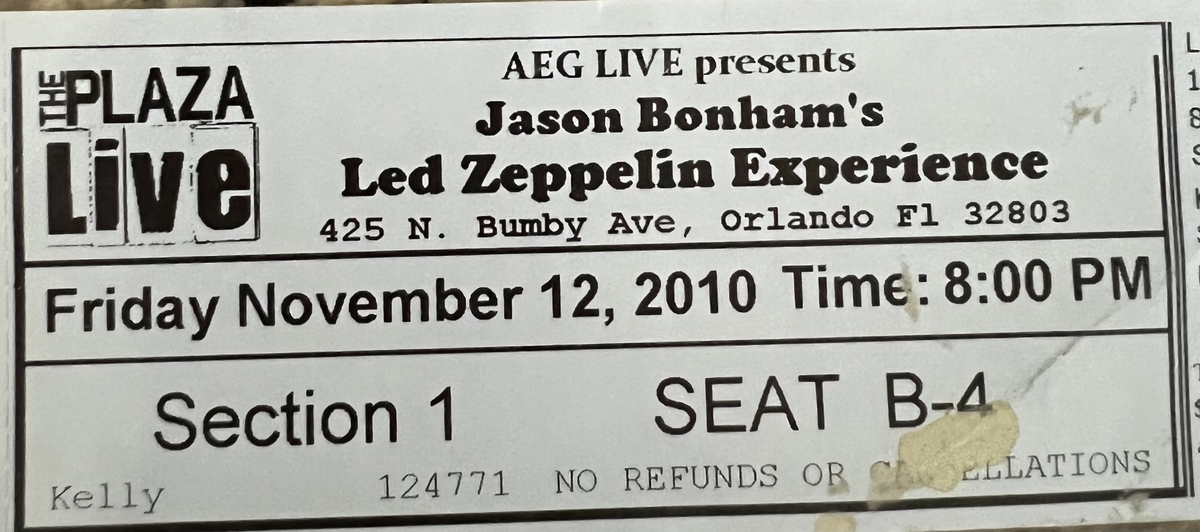 THE PLAZA
Live
AEG LIVE presents
Jason Bonham's
Led Zeppelin Experience
425 N. Bumby Ave, Orlando Fl 32803
Friday November 12, 2010 Time: 8:00 PM
Section 1 SEAT B-4
Kelly 124771 NO REFUNDS OR CANCELLATIONS